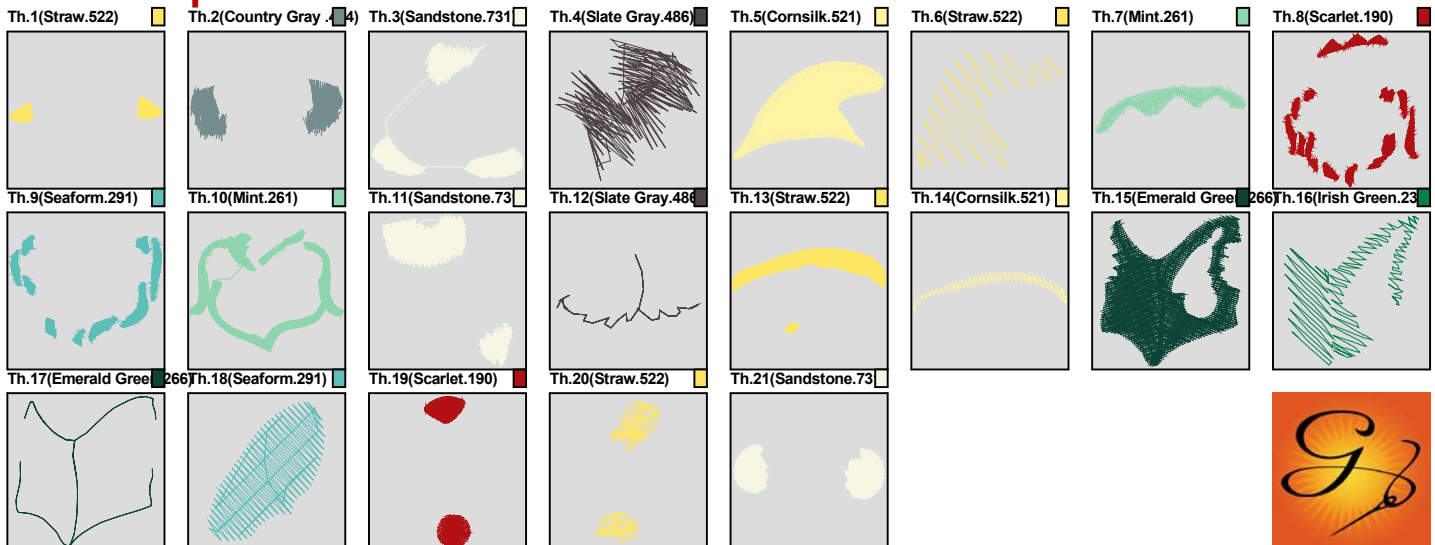 Th.1(Straw.522) Th.2(Country Gray .4 4) Th.3(Sandstone.731 Th.4(Slate Gray.486) Th.5(Cornsilk.521) Th.6(Straw.522) Th.7(Mint.261) Th.8(Scarlet.190)
Th.9(Seaform.291) Th.10(Mint.261) Th.11(Sandstone.73 Th.12(Slate Gray.486 Th.13(Straw.522) Th.14(Cornsilk.521) Th.15(Emerald Gree 266) Th.16(Irish Green.23
Th.17(Emerald Gree 266) Th.18(Seaform.291) Th.19(Scarlet.190) Th.20(Straw.522) Th.21(Sandstone.73